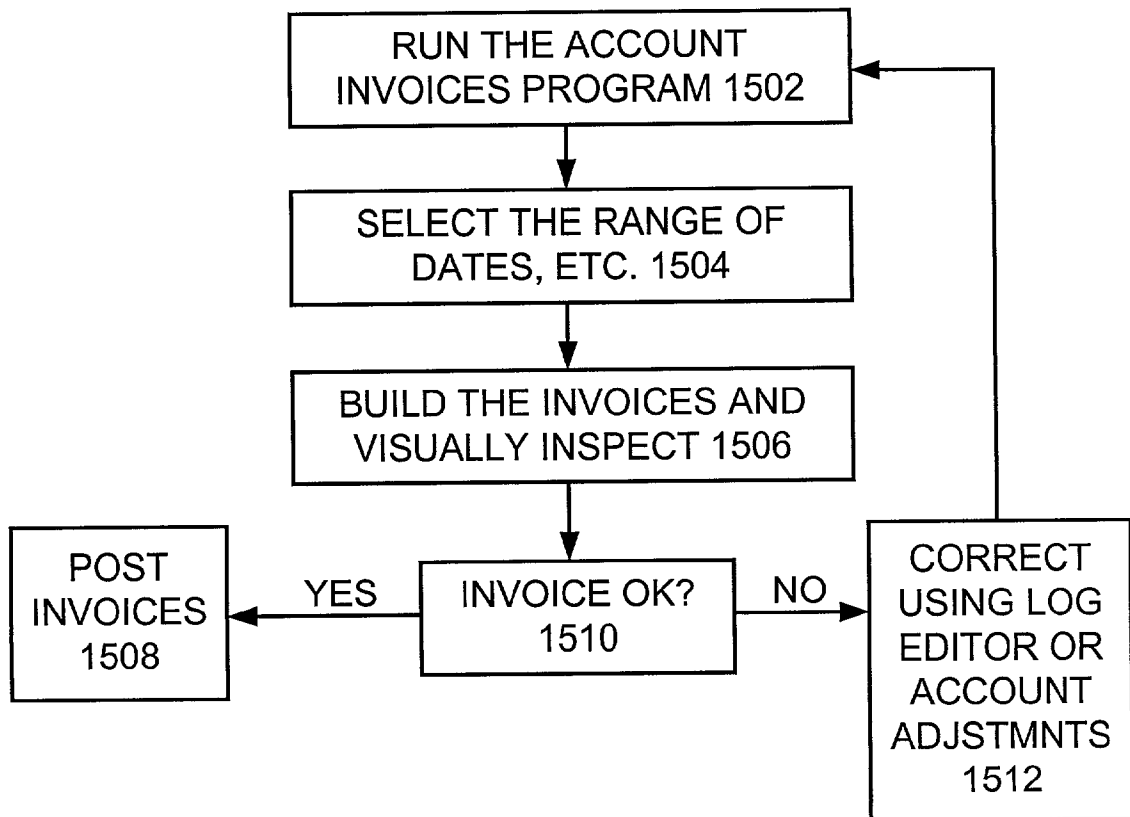 RUN THE ACCOUNT
INVOICES PROGRAM 1502
SELECT THE RANGE OF
DATES, ETC. 1504
BUILD THE INVOICES AND
VISUALLY INSPECT 1506
INVOICE OK?
1510
YES
POST
INVOICES
1508
NO
CORRECT
USING LOG
EDITOR OR
ACCOUNT
ADJSTMNTS
1512